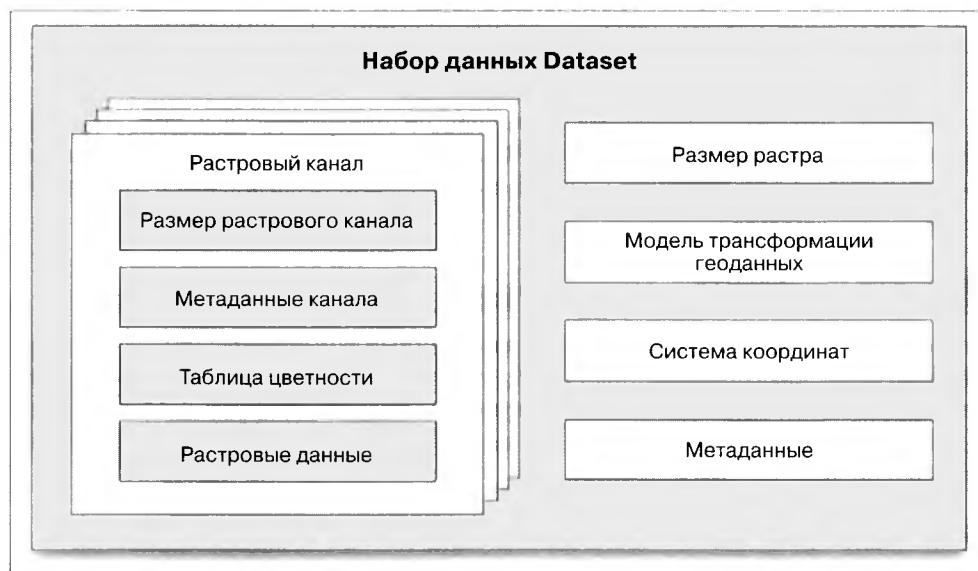 Набор данных Dataset
Растровый канал
Размер растрового канала
Метаданные канала
Таблица цветности
Растровые данные
Размер растра
Модель трансформации
геоданных
Система координат
Метаданные